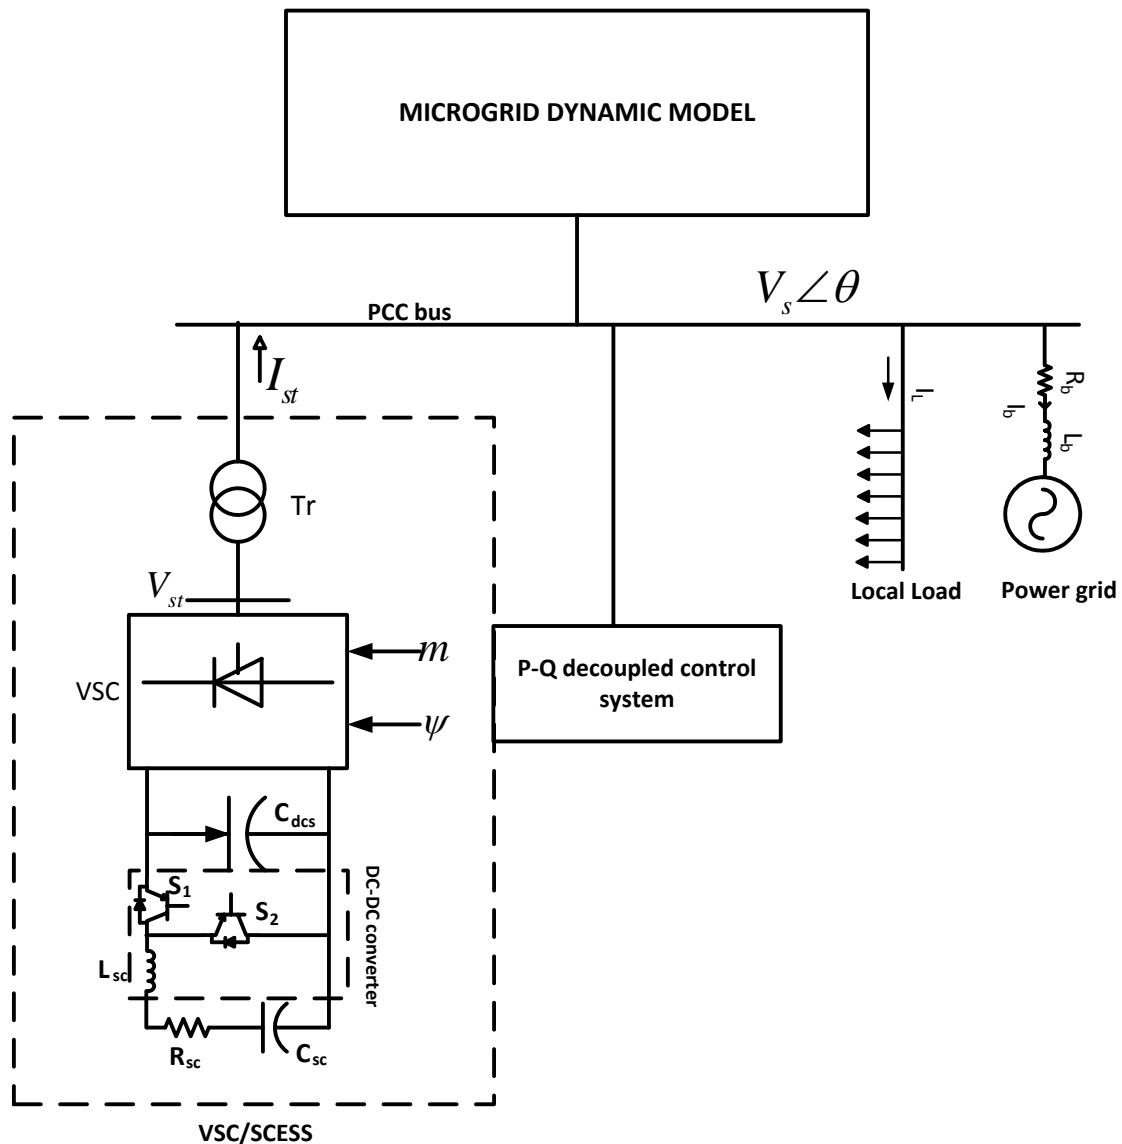 MICROGRID DYNAMIC MODEL
V_s∠θ
PCC bus
I_st
R_b
I_b
L_b
I_L
Tr
V_st
Local Load
Power grid
m
P-Q decoupled control
system
VSC
ψ
C_dcs
DC-DC converter
S_1
S_2
L_sc
R_sc
C_sc
VSC/SCESS